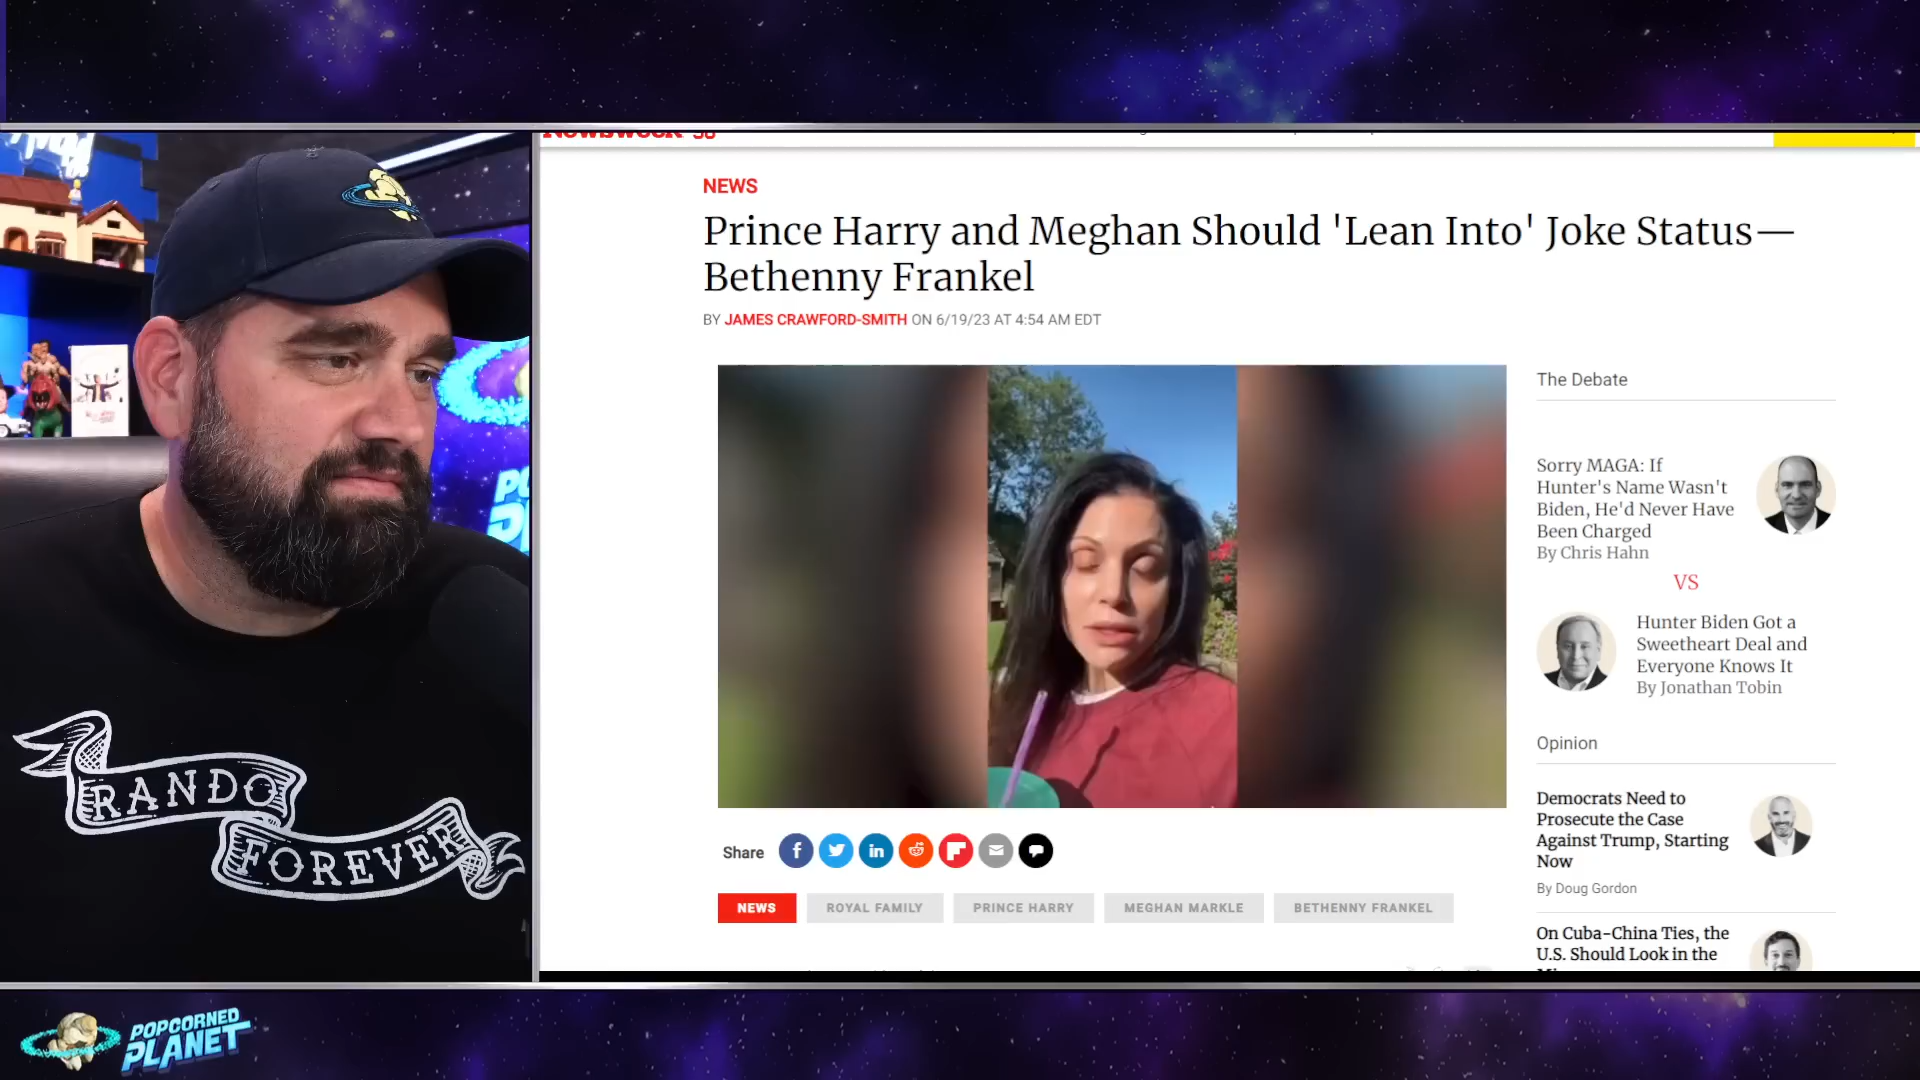 Newsweek 90
NEWS
Prince Harry and Meghan Should 'Lean Into' Joke Status—
Bethenny Frankel
BY JAMES CRAWFORD-SMITH ON 6/19/23 AT 4:54 AM EDT
The Debate
Sorry MAGA: If
Hunter's Name Wasn't
Biden, He'd Never Have
Been Charged
By Chris Hahn
VS
Hunter Biden Got a
Sweetheart Deal and
Everyone Knows It
By Jonathan Tobin
Opinion
Democrats Need to
Prosecute the Case
Against Trump, Starting
Now
By Doug Gordon
On Cuba-China Ties, the
U.S. Should Look in the
Share
NEWS
ROYAL FAMILY
PRINCE HARRY
MEGHAN MARKLE
BETHENNY FRANKEL
RANDO
FOREVER
POPCORNED
PLANET